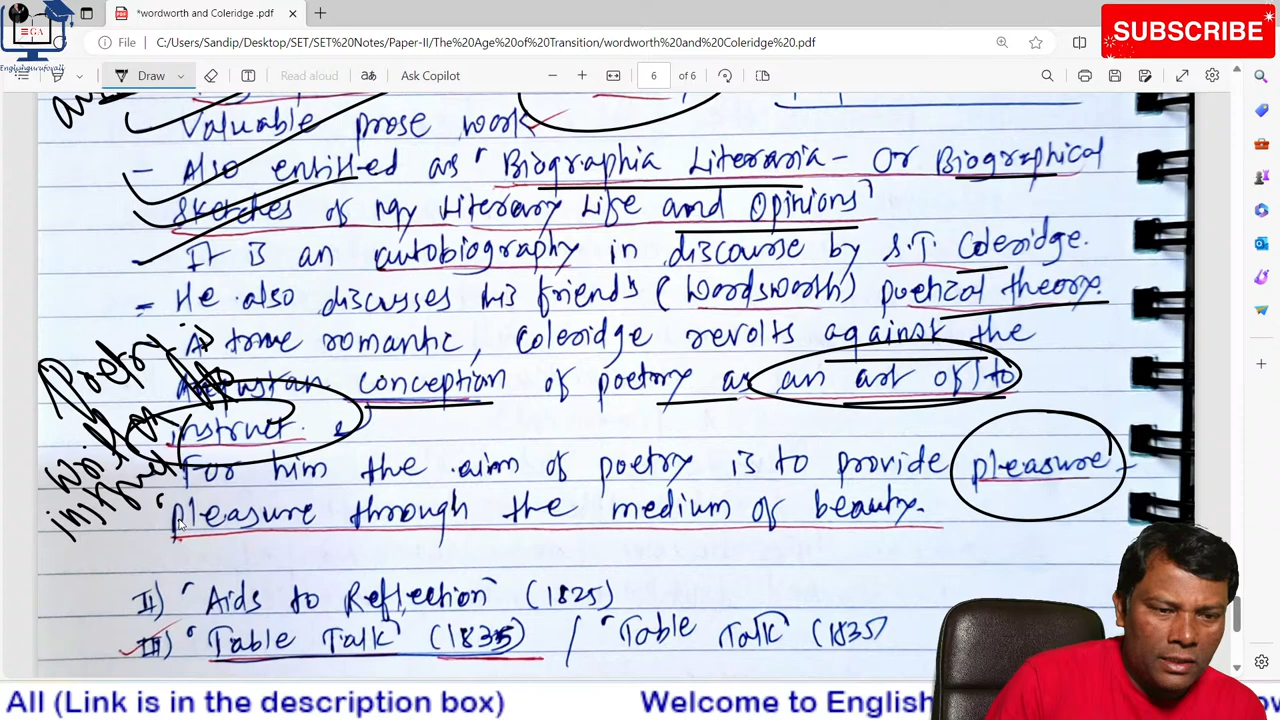 *wordworth and Coleridge .pdf
SUBSCRIBE
EGA
Englishguruforall
File
C:/Users/Sandip/Desktop/SET/SET%20Notes/Paper-II/The%20Age%20of%20Transition/wordworth%20and%20Coleridge%20.pdf
Draw
Read aloud
Ask Copilot
6 of 6
Valuable prose work
- Also entitled as "Biographia Literaria - Or Biographical
Sketches of my Literary Life and Opinions"
- It is an autobiography in discourse by S.T. Coleridge.
- He also discusses his friend's (Wordsworth) poetical theory.
A true romantic, Coleridge revolts against the
conception of poetry as an art of to
instruct.
For him the aim of poetry is to provide pleasure -
"pleasure through the medium of beauty.
Poetry is
instruct
II) "Aids to Reflection" (1825)
III) "Table Talk" (1835) / "Table Talk" (1835)
All (Link is in the description box)
Welcome to English